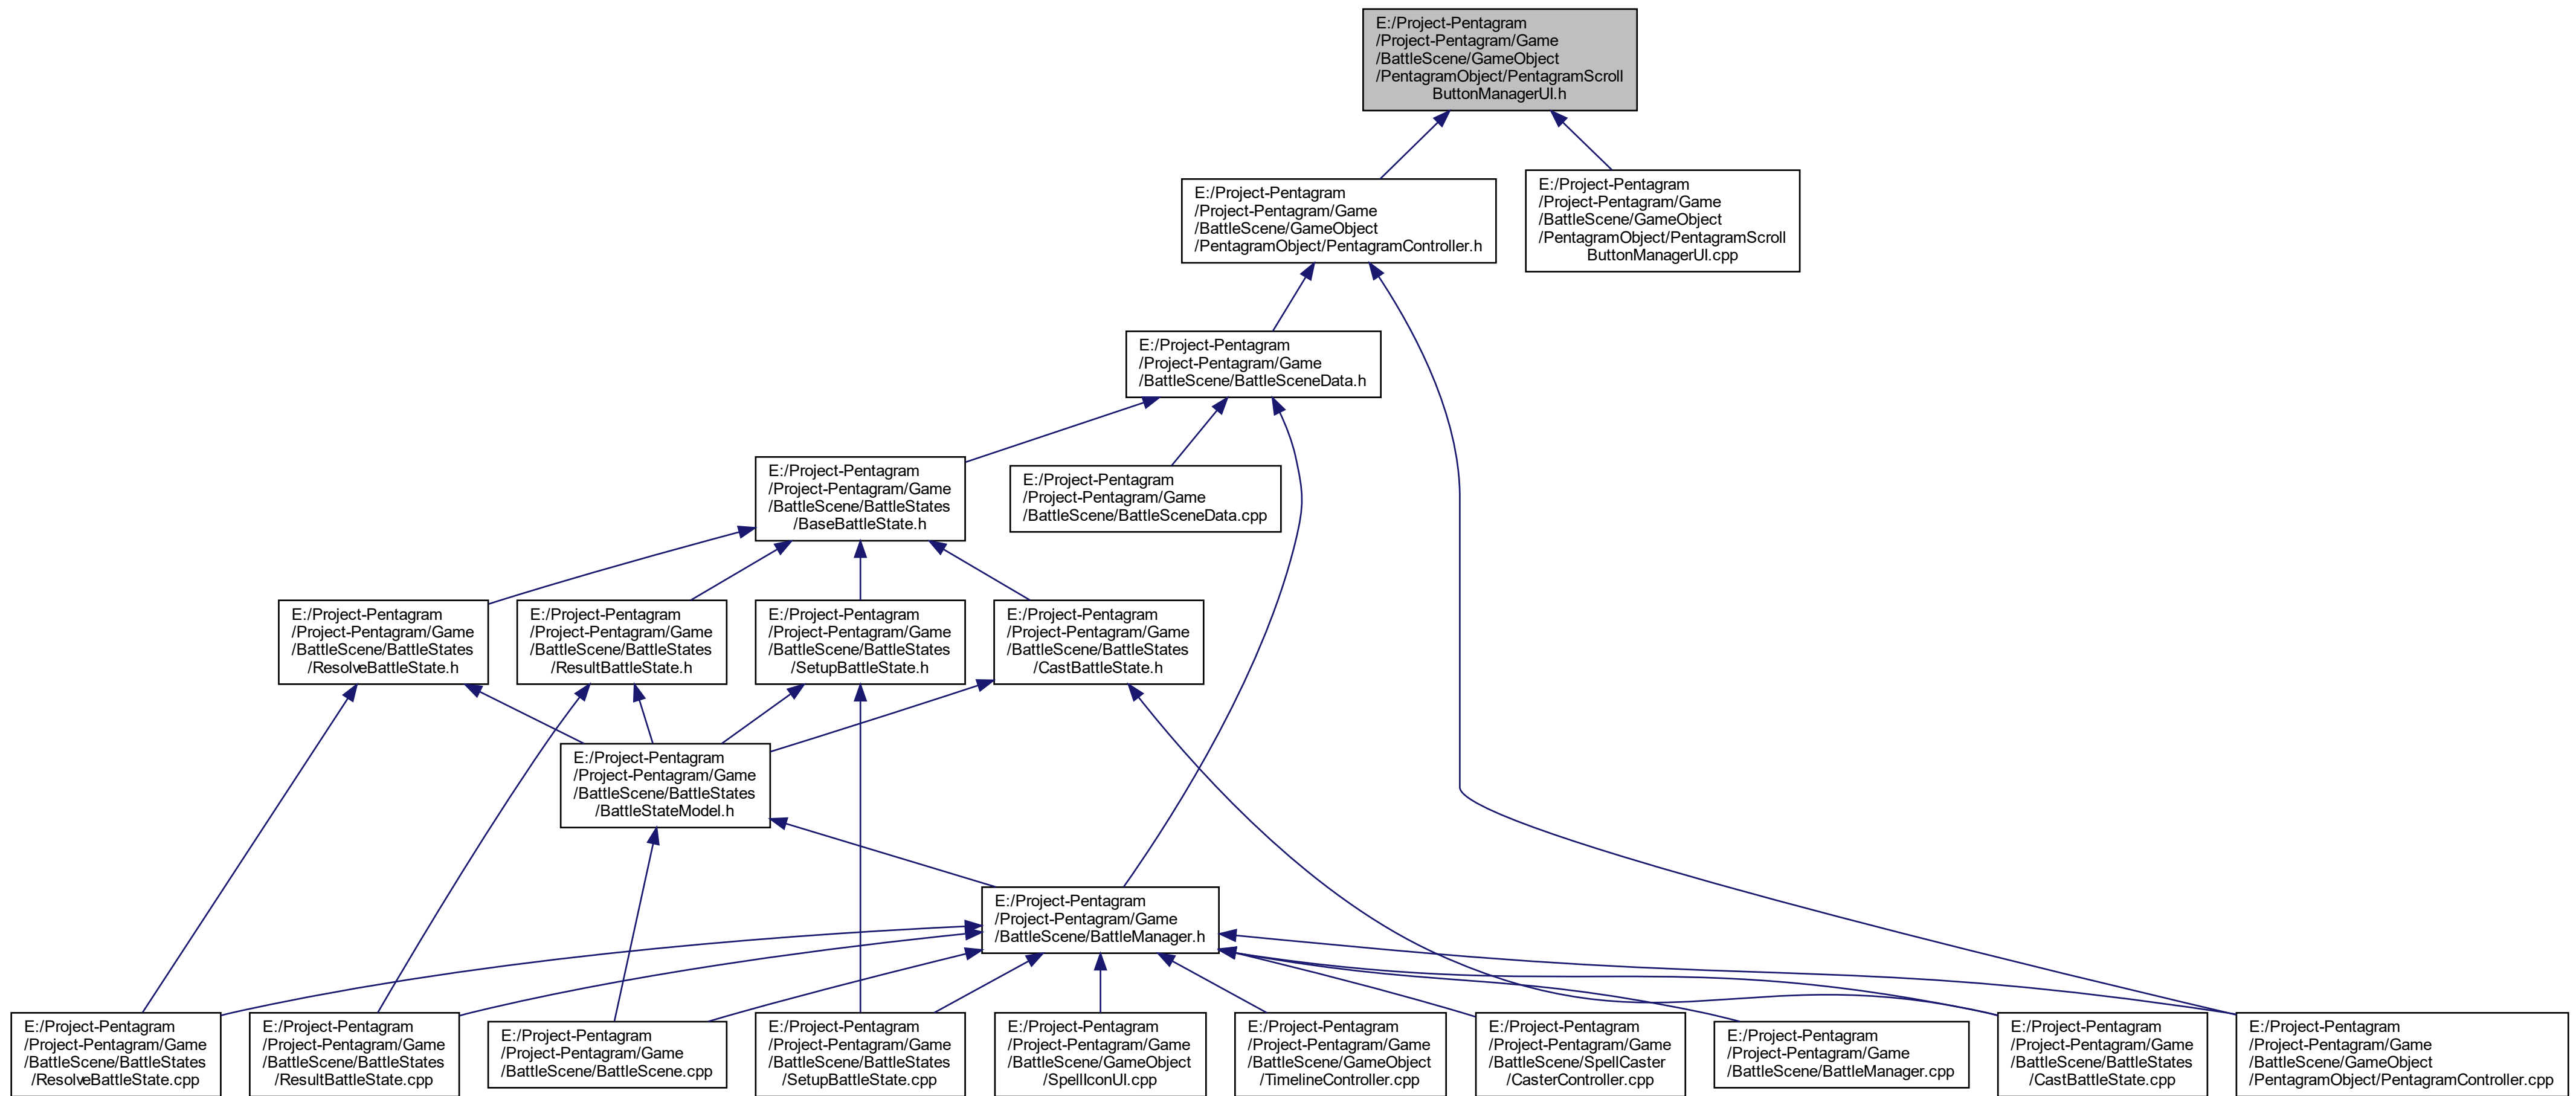 E:/Project-Pentagram
/Project-Pentagram/Game
/BattleScene/GameObject
/PentagramObject/PentagramScroll
ButtonManagerUI.h
E:/Project-Pentagram
/Project-Pentagram/Game
/BattleScene/GameObject
/PentagramObject/PentagramController.h
E:/Project-Pentagram
/Project-Pentagram/Game
/BattleScene/GameObject
/PentagramObject/PentagramScroll
ButtonManagerUI.cpp
E:/Project-Pentagram
/Project-Pentagram/Game
/BattleScene/BattleSceneData.h
E:/Project-Pentagram
/Project-Pentagram/Game
/BattleScene/BattleStates
/BaseBattleState.h
E:/Project-Pentagram
/Project-Pentagram/Game
/BattleScene/BattleSceneData.cpp
E:/Project-Pentagram
/Project-Pentagram/Game
/BattleScene/BattleStates
/ResolveBattleState.h
E:/Project-Pentagram
/Project-Pentagram/Game
/BattleScene/BattleStates
/ResultBattleState.h
E:/Project-Pentagram
/Project-Pentagram/Game
/BattleScene/BattleStates
/SetupBattleState.h
E:/Project-Pentagram
/Project-Pentagram/Game
/BattleScene/BattleStates
/CastBattleState.h
E:/Project-Pentagram
/Project-Pentagram/Game
/BattleScene/BattleStates
/BattleStateModel.h
E:/Project-Pentagram
/Project-Pentagram/Game
/BattleScene/BattleManager.h
E:/Project-Pentagram
/Project-Pentagram/Game
/BattleScene/BattleStates
/ResolveBattleState.cpp
E:/Project-Pentagram
/Project-Pentagram/Game
/BattleScene/BattleStates
/ResultBattleState.cpp
E:/Project-Pentagram
/Project-Pentagram/Game
/BattleScene/BattleScene.cpp
E:/Project-Pentagram
/Project-Pentagram/Game
/BattleScene/BattleStates
/SetupBattleState.cpp
E:/Project-Pentagram
/Project-Pentagram/Game
/BattleScene/GameObject
/SpellIconUI.cpp
E:/Project-Pentagram
/Project-Pentagram/Game
/BattleScene/GameObject
/TimelineController.cpp
E:/Project-Pentagram
/Project-Pentagram/Game
/BattleScene/SpellCaster
/CasterController.cpp
E:/Project-Pentagram
/Project-Pentagram/Game
/BattleScene/BattleManager.cpp
E:/Project-Pentagram
/Project-Pentagram/Game
/BattleScene/BattleStates
/CastBattleState.cpp
E:/Project-Pentagram
/Project-Pentagram/Game
/BattleScene/GameObject
/PentagramObject/PentagramController.cpp